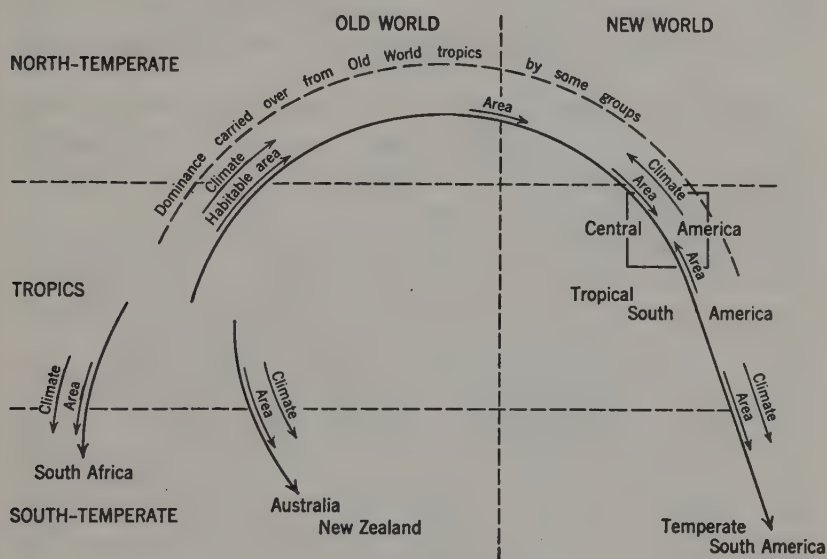 OLD WORLD
NEW WORLD
NORTH-TEMPERATE
Dominance carried over from Old World tropics by some groups
Area
Climate
Habitable area
Climate
Area
Central America
Area
TROPICS
Tropical
South America
Climate
Area
Area
Climate
Area
Climate
South Africa
Australia
New Zealand
SOUTH-TEMPERATE
Temperate
South America